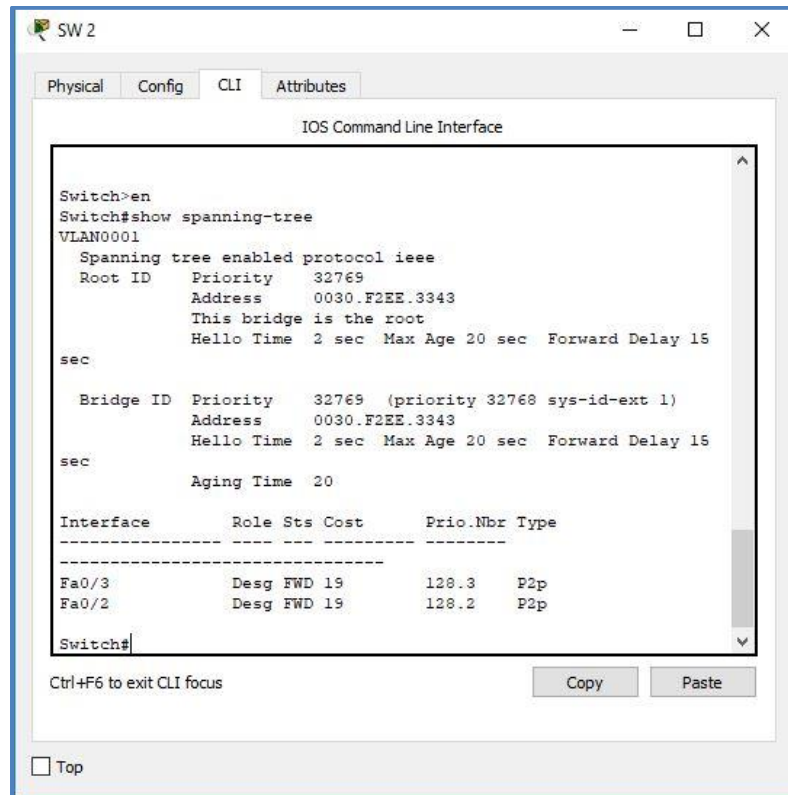 SW 2
Physical Config CLI Attributes
IOS Command Line Interface
Switch>en
Switch#show spanning-tree
VLAN0001
  Spanning tree enabled protocol ieee
  Root ID    Priority    32769
             Address     0030.F2EE.3343
             This bridge is the root
             Hello Time  2 sec  Max Age 20 sec  Forward Delay 15
sec
  Bridge ID  Priority    32769  (priority 32768 sys-id-ext 1)
             Address     0030.F2EE.3343
             Hello Time  2 sec  Max Age 20 sec  Forward Delay 15
sec
             Aging Time  20
Interface        Role Sts Cost      Prio.Nbr Type
---------------- ---- --- --------- --------
--------------------------------
Fa0/3            Desg FWD 19        128.3    P2p
Fa0/2            Desg FWD 19        128.2    P2p
Switch#
Ctrl+F6 to exit CLI focus
Copy
Paste
Top